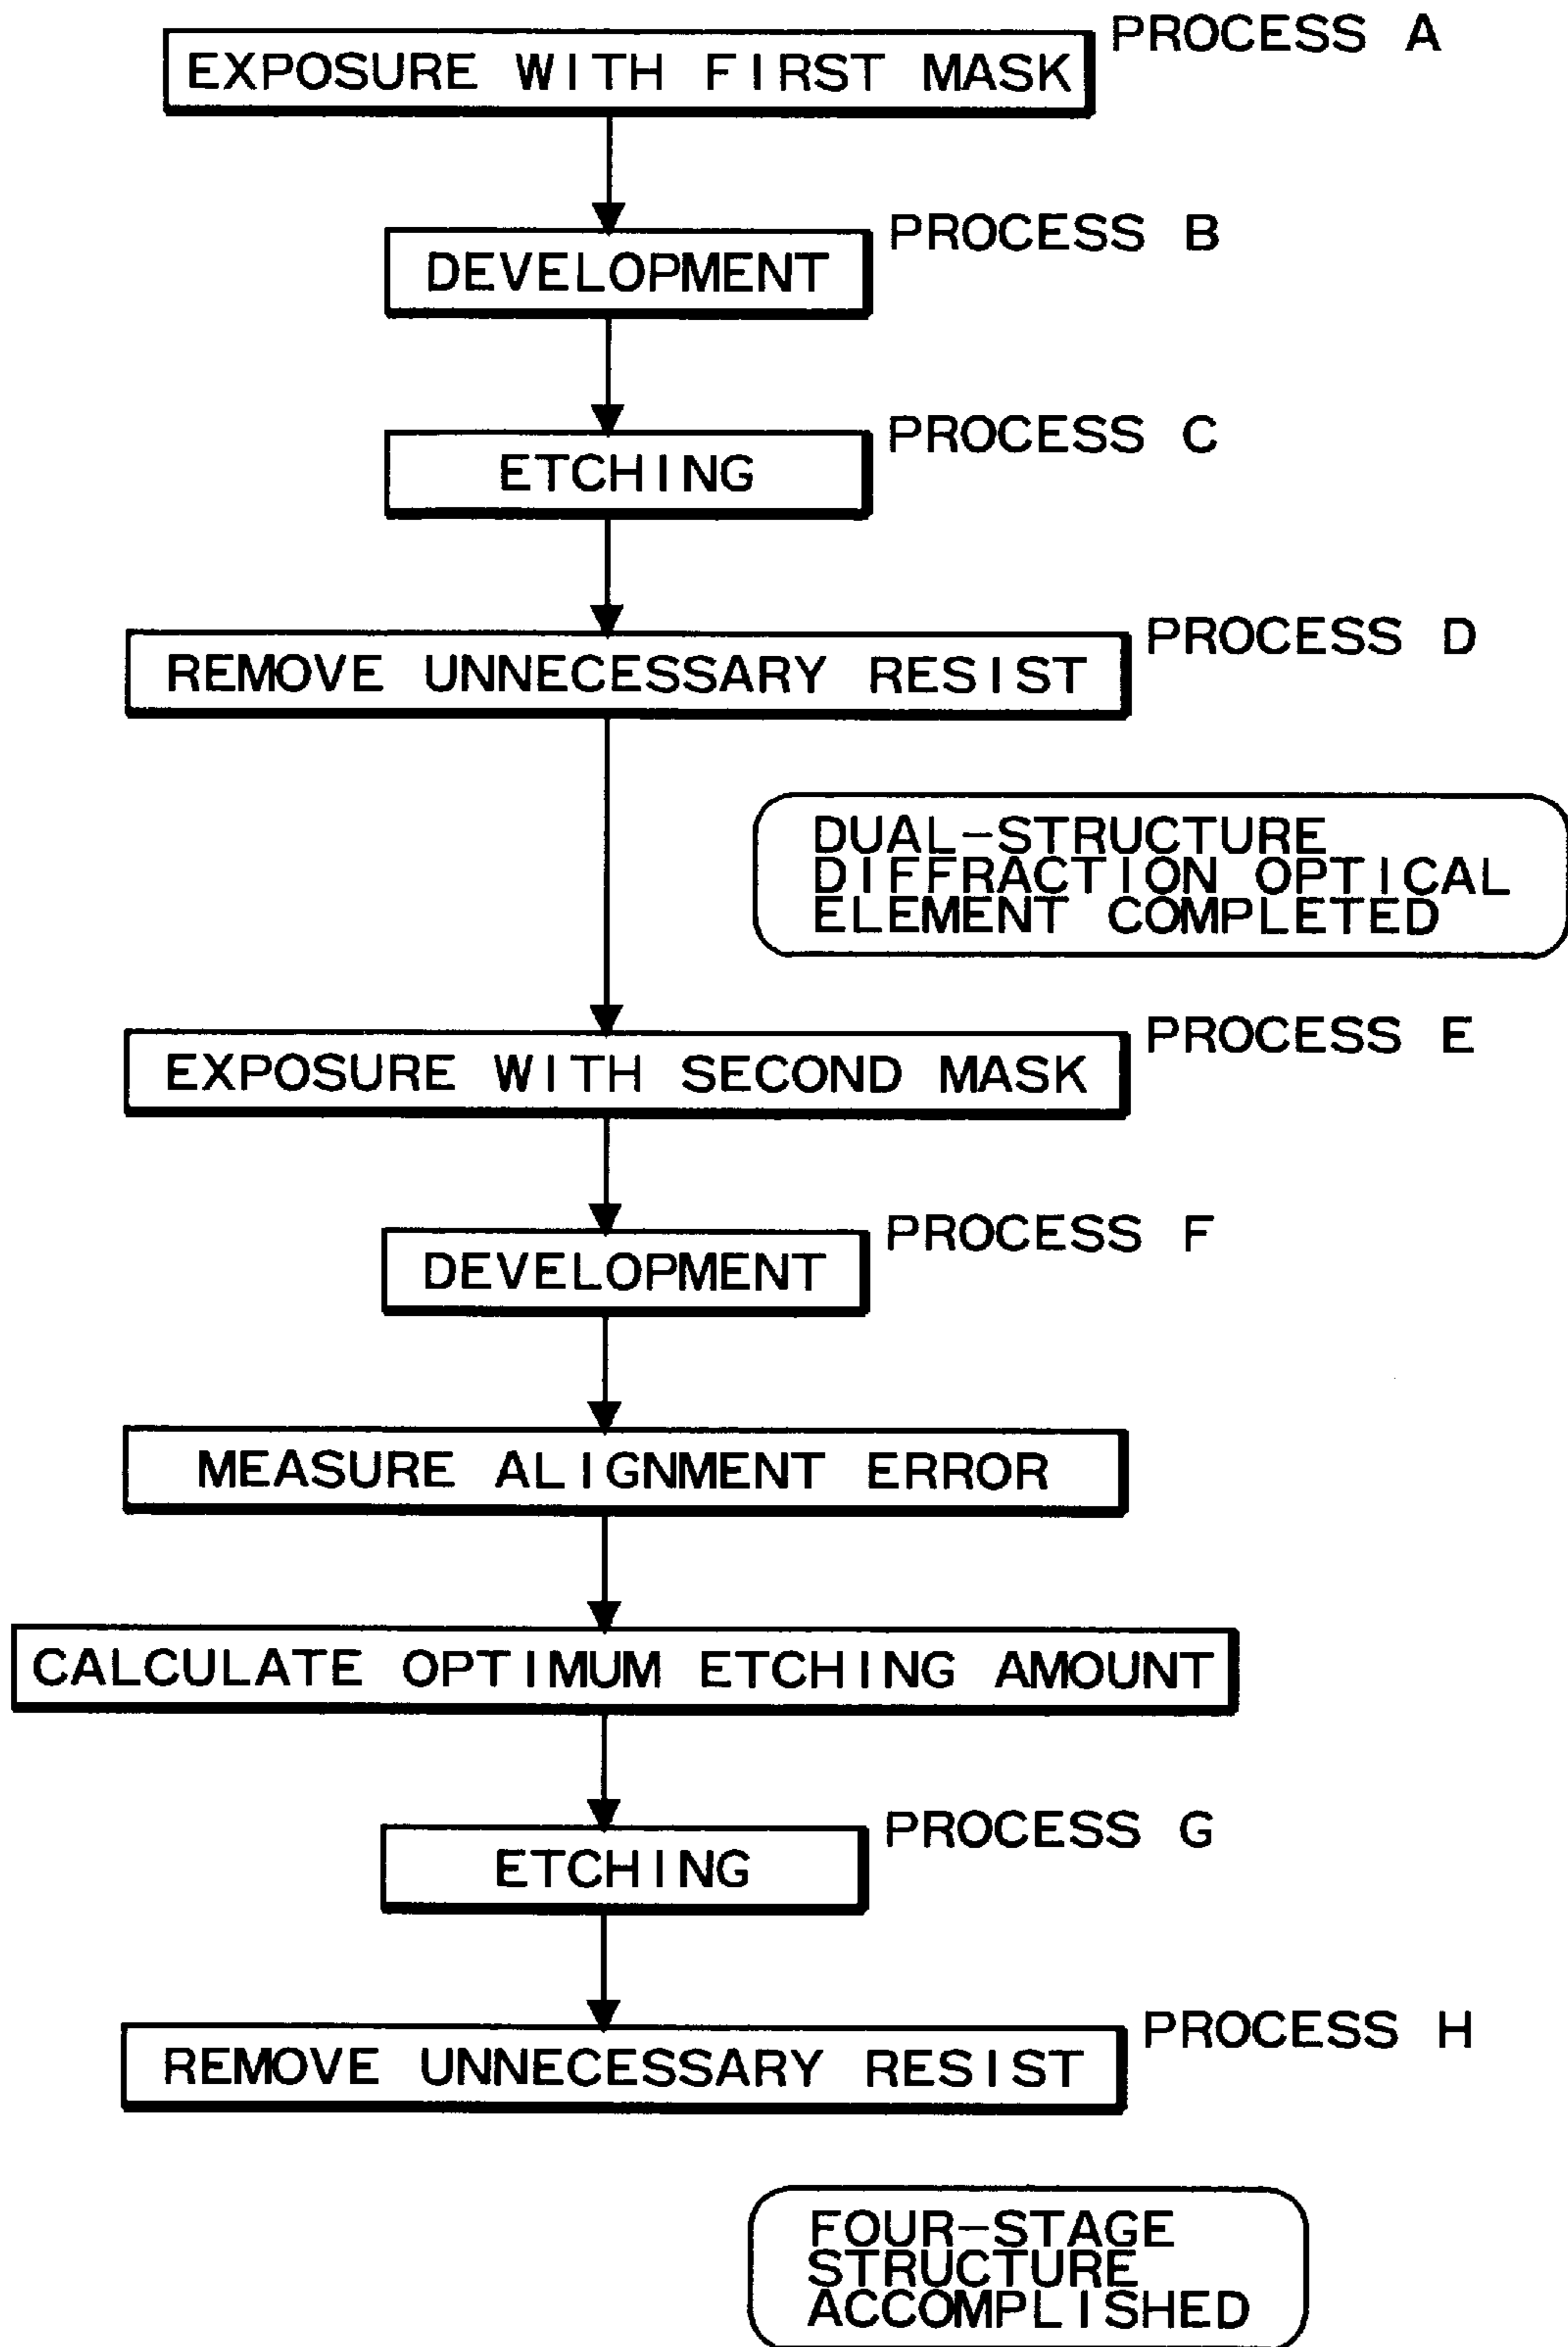 PROCESS A
EXPOSURE WITH FIRST MASK
PROCESS B
DEVELOPMENT
PROCESS C
ETCHING
PROCESS D
REMOVE UNNECESSARY RESIST
DUAL-STRUCTURE
DIFFRACTION OPTICAL
ELEMENT COMPLETED
PROCESS E
EXPOSURE WITH SECOND MASK
PROCESS F
DEVELOPMENT
MEASURE ALIGNMENT ERROR
CALCULATE OPTIMUM ETCHING AMOUNT
PROCESS G
ETCHING
PROCESS H
REMOVE UNNECESSARY RESIST
FOUR-STAGE
STRUCTURE
ACCOMPLISHED